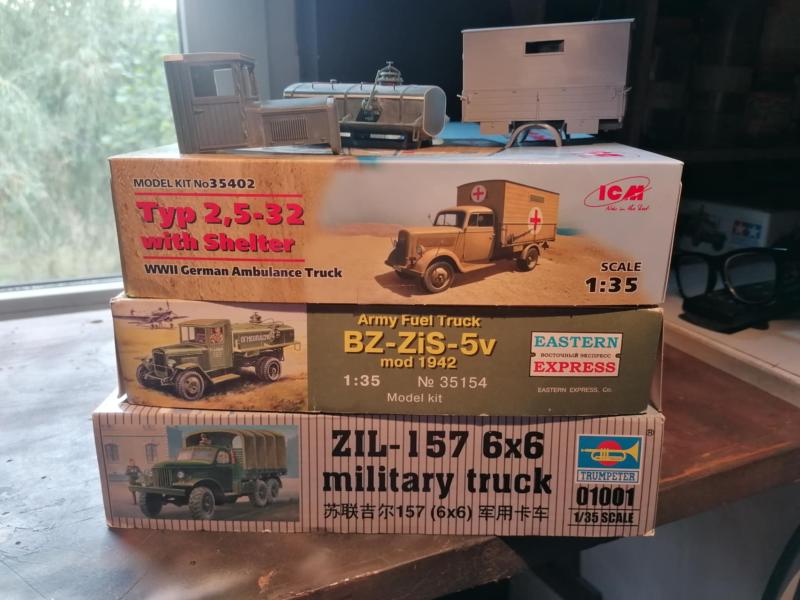 MODEL KIT No35402
Typ 2,5-32
with Shelter
WWII German Ambulance Truck
ICM
SCALE
1:35
Army Fuel Truck
BZ-ZiS-5v
mod 1942
1:35 № 35154
Model kit
EASTERN
ВОСТОЧНЫЙ ЭКСПРЕСС
EXPRESS
EASTERN EXPRESS, Co.
ОГНЕОПАСНО
ZIL-157 6x6
military truck
苏联吉尔157 (6x6) 军用卡车
TRUMPETER
®
01001
1/35 SCALE